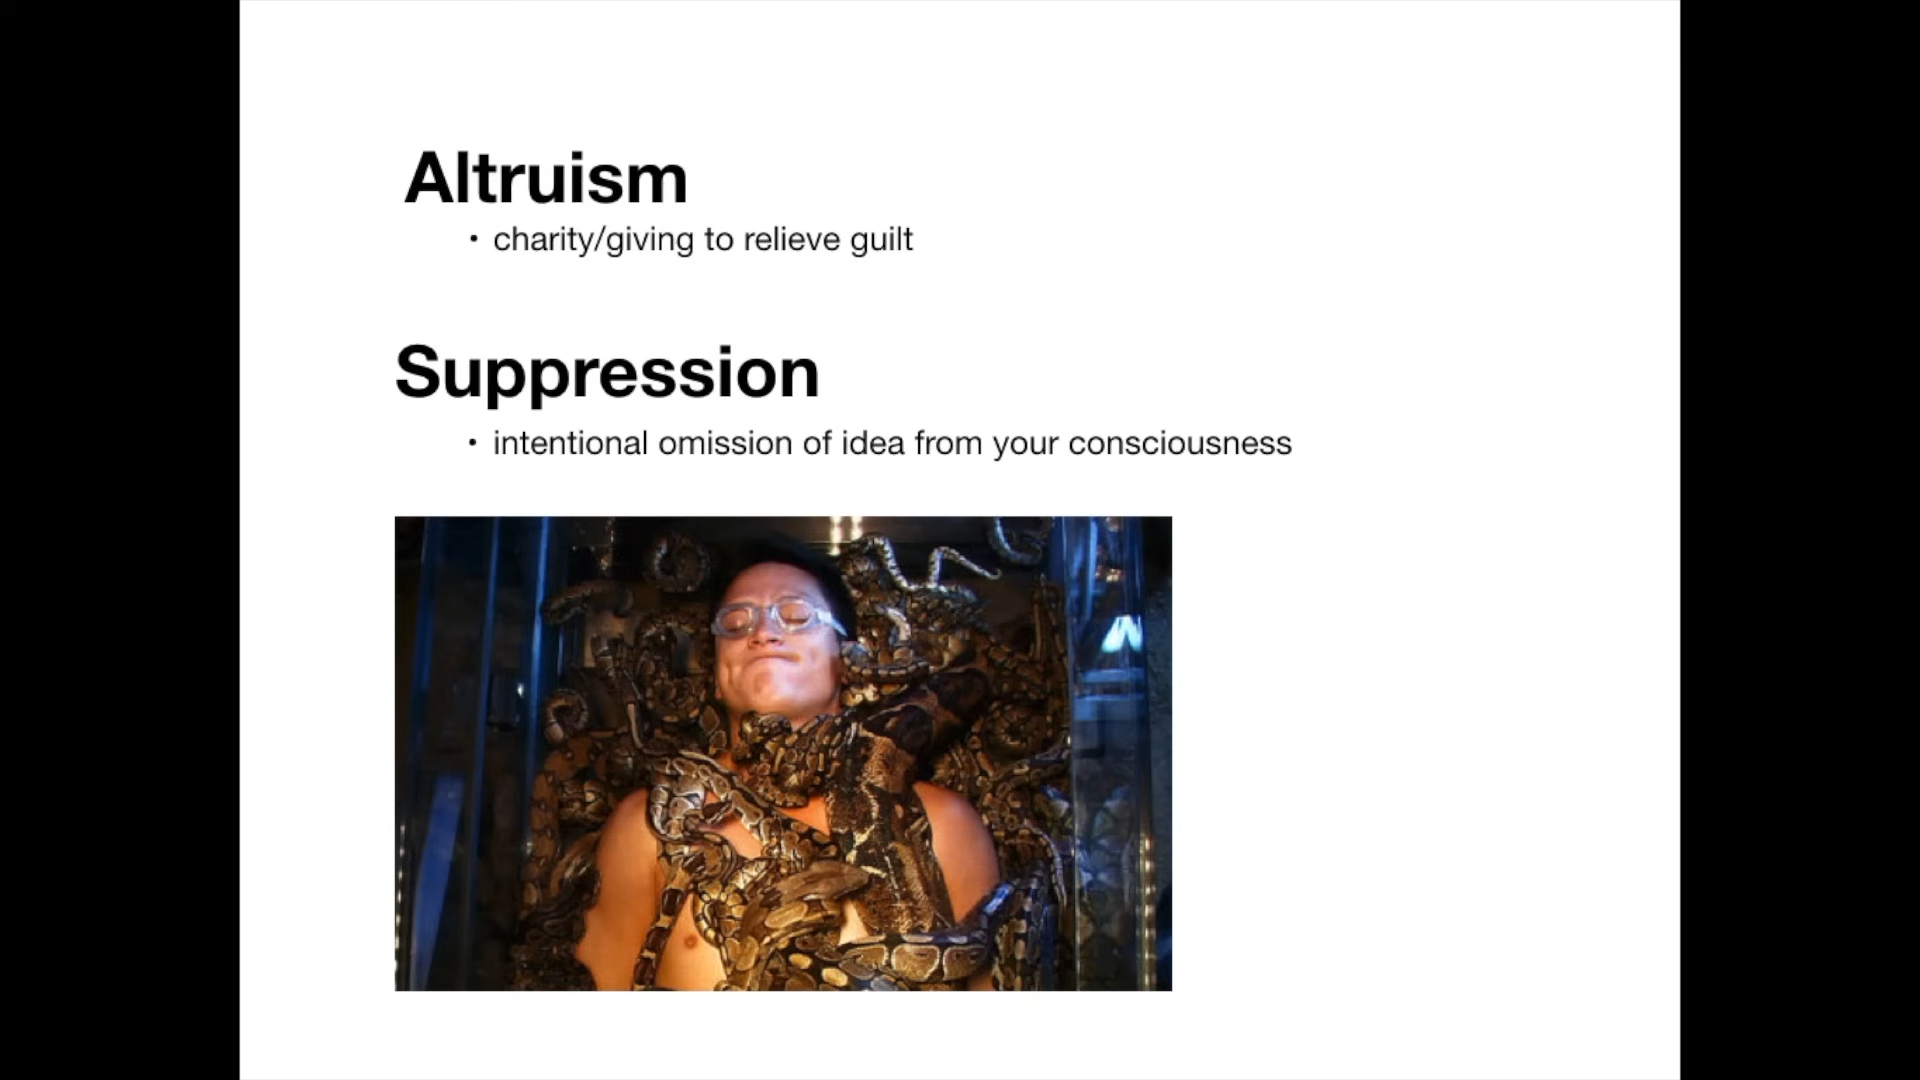 Altruism
• charity/giving to relieve guilt
Suppression
• intentional omission of idea from your consciousness